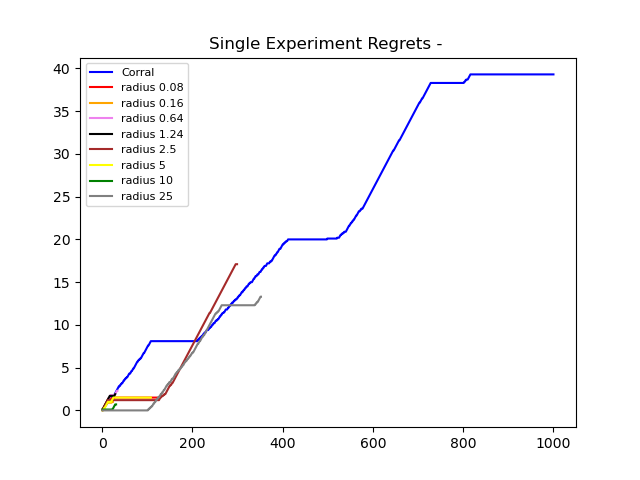 Single Experiment Regrets -
40
35
30
25
20
15
10
5
0
Corral
radius 0.08
radius 0.16
radius 0.64
radius 1.24
radius 2.5
radius 5
radius 10
radius 25
0 200 400 600 800 1000